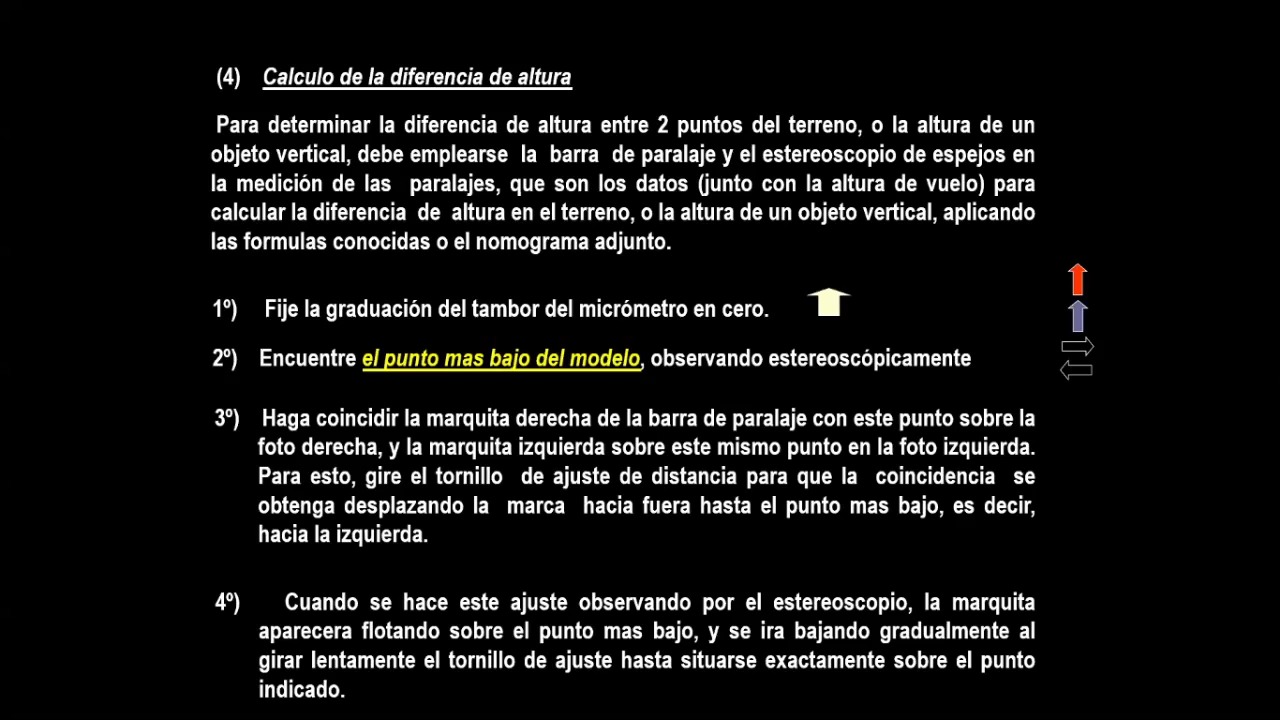 (4) Calculo de la diferencia de altura
Para determinar la diferencia de altura entre 2 puntos del terreno, o la altura de un
objeto vertical, debe emplearse la barra de paralaje y el estereoscopio de espejos en
la medición de las paralajes, que son los datos (junto con la altura de vuelo) para
calcular la diferencia de altura en el terreno, o la altura de un objeto vertical, aplicando
las formulas conocidas o el nomograma adjunto.
1º) Fije la graduación del tambor del micrómetro en cero.
2º) Encuentre el punto mas bajo del modelo, observando estereoscópicamente
3º) Haga coincidir la marquita derecha de la barra de paralaje con este punto sobre la
foto derecha, y la marquita izquierda sobre este mismo punto en la foto izquierda.
Para esto, gire el tornillo de ajuste de distancia para que la coincidencia se
obtenga desplazando la marca hacia fuera hasta el punto mas bajo, es decir,
hacia la izquierda.
4º) Cuando se hace este ajuste observando por el estereoscopio, la marquita
aparecera flotando sobre el punto mas bajo, y se ira bajando gradualmente al
girar lentamente el tornillo de ajuste hasta situarse exactamente sobre el punto
indicado.